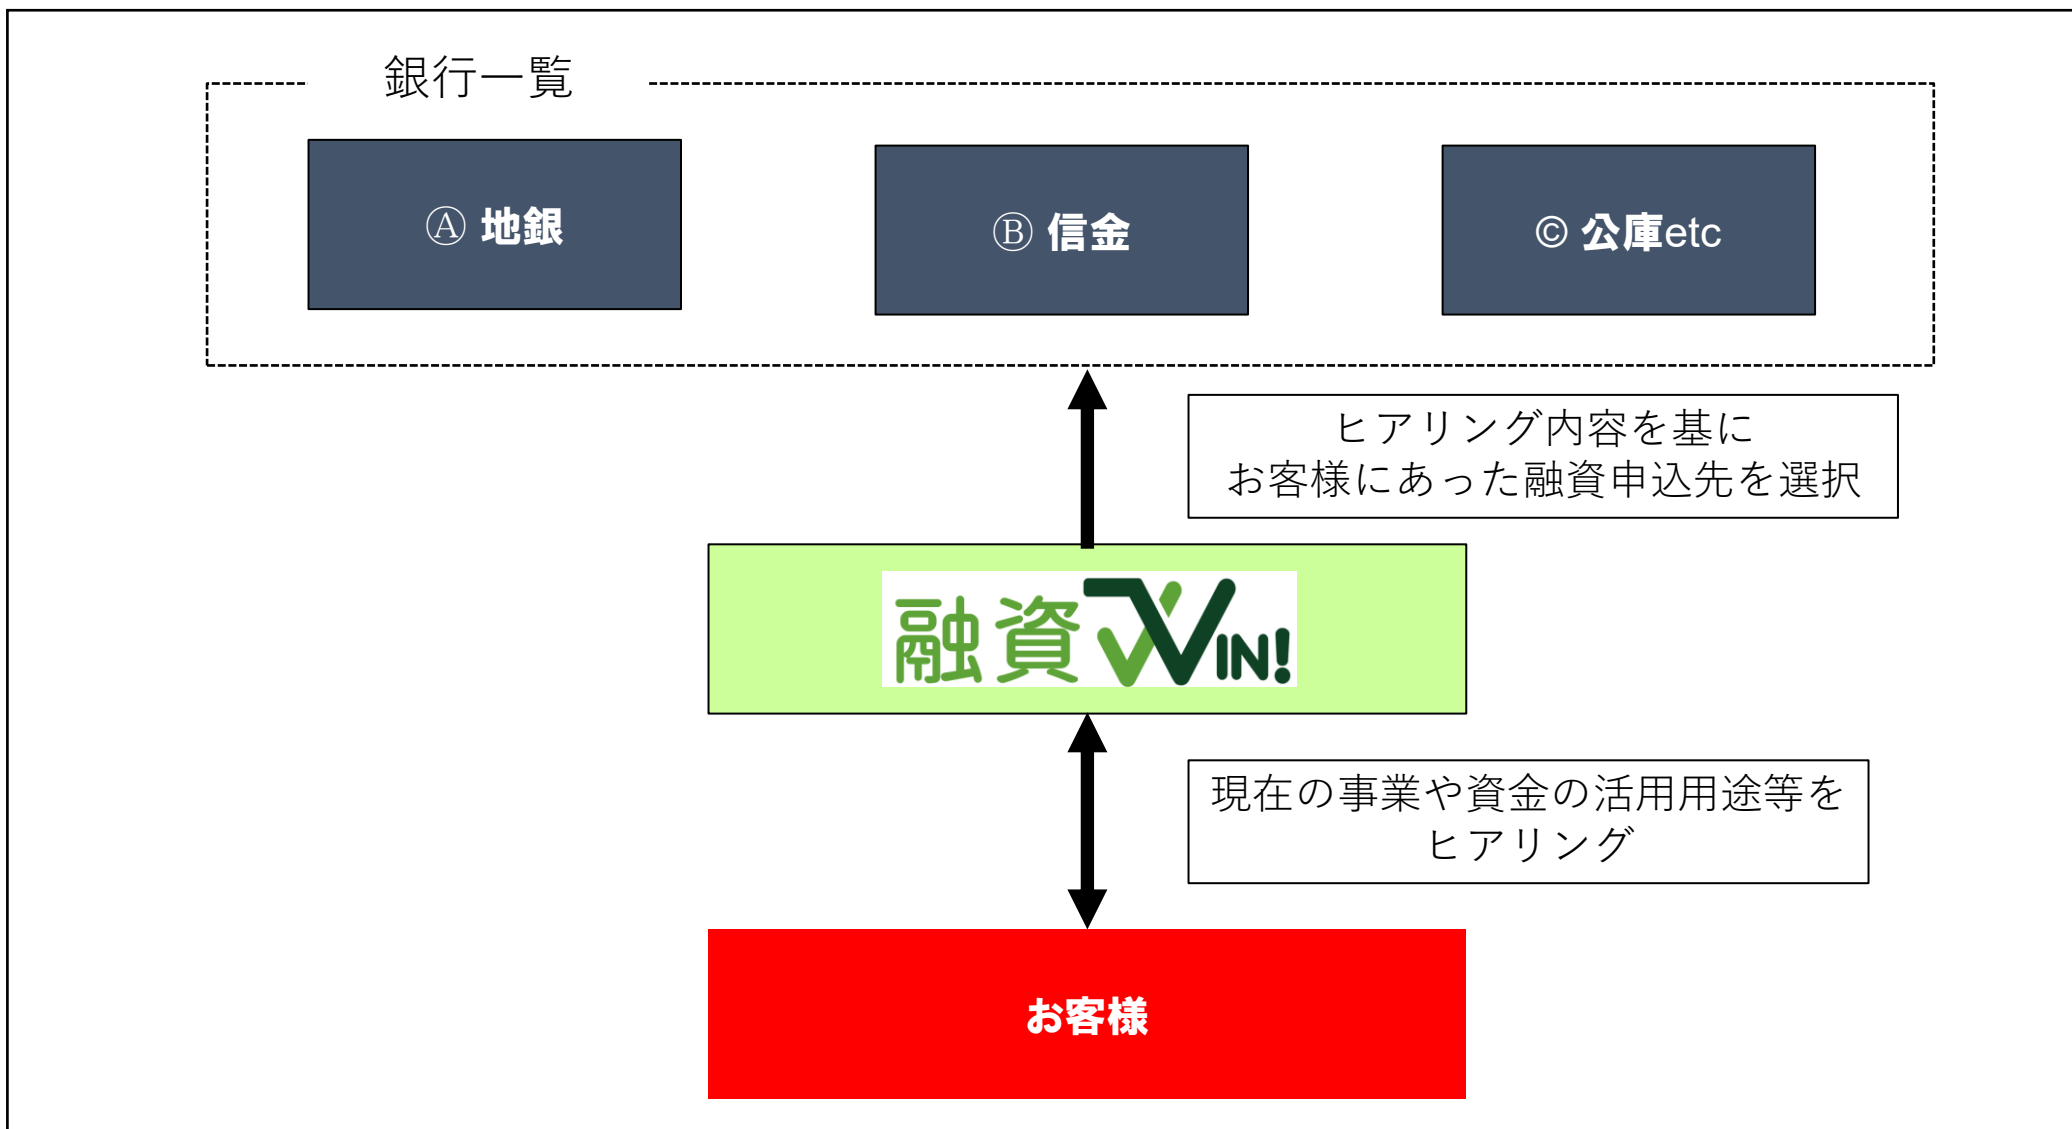 銀行一覧
Ⓐ 地銀
Ⓑ 信金
© 公庫etc
ヒアリング内容を基に
お客様にあった融資申込先を選択
融資WIN!
現在の事業や資金の活用用途等を
ヒアリング
お客様